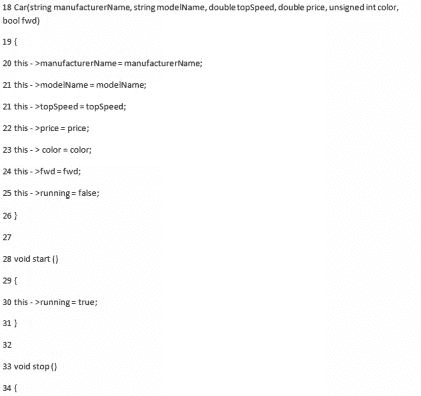 18 Car(string manufacturerName, string modelName, double topSpeed, double price, unsigned int color,
bool fwd)
19 {
20 this - >manufacturerName = manufacturerName;
21 this - >modelName = modelName;
21 this - >topSpeed = topSpeed;
22 this - >price = price;
23 this - > color = color;
24 this - >fwd = fwd;
25 this - >running = false;
26 }
27
28 void start ()
29 {
30 this - >running = true;
31 }
32
33 void stop ()
34 {